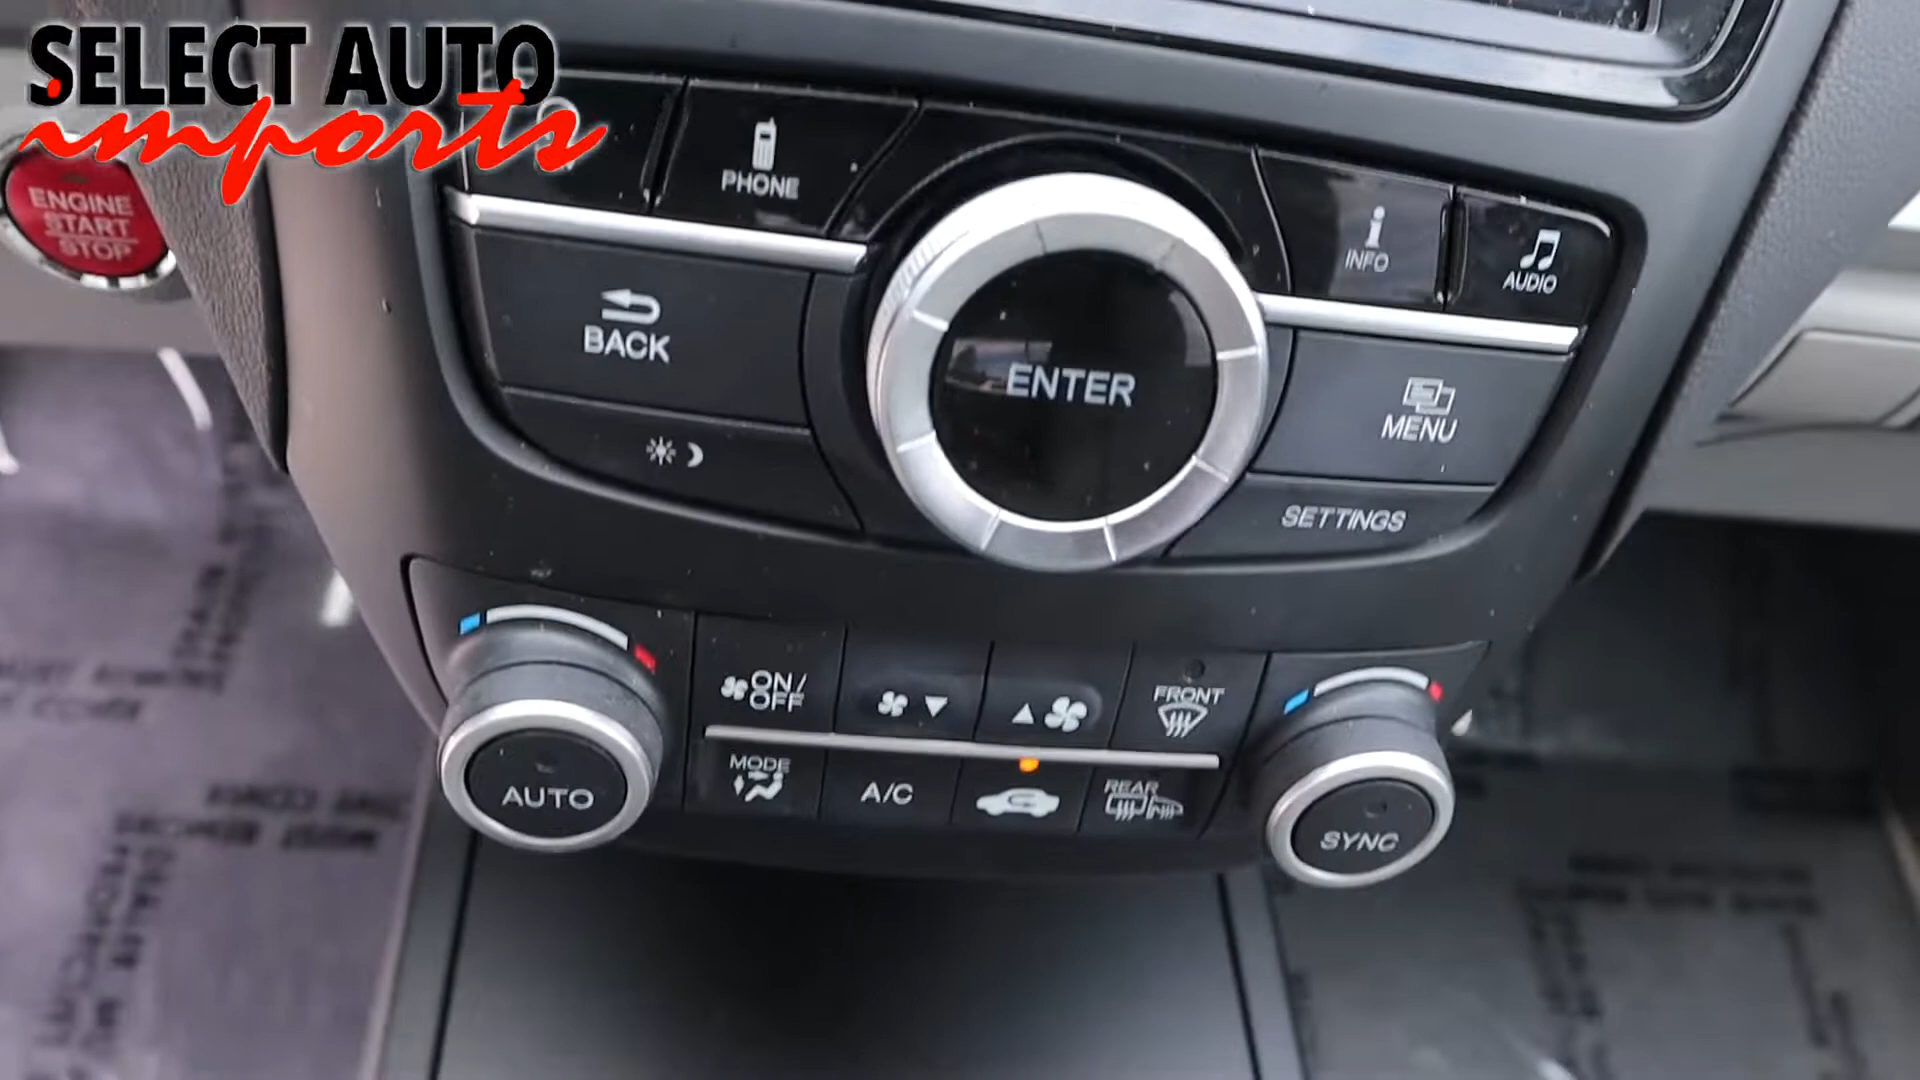 SELECT AUTO
imports
ENGINE
START
STOP
PHONE
INFO
AUDIO
BACK
ENTER
MENU
SETTINGS
ON/
OFF
FRONT
AUTO
MODE
A/C
REAR
SYNC